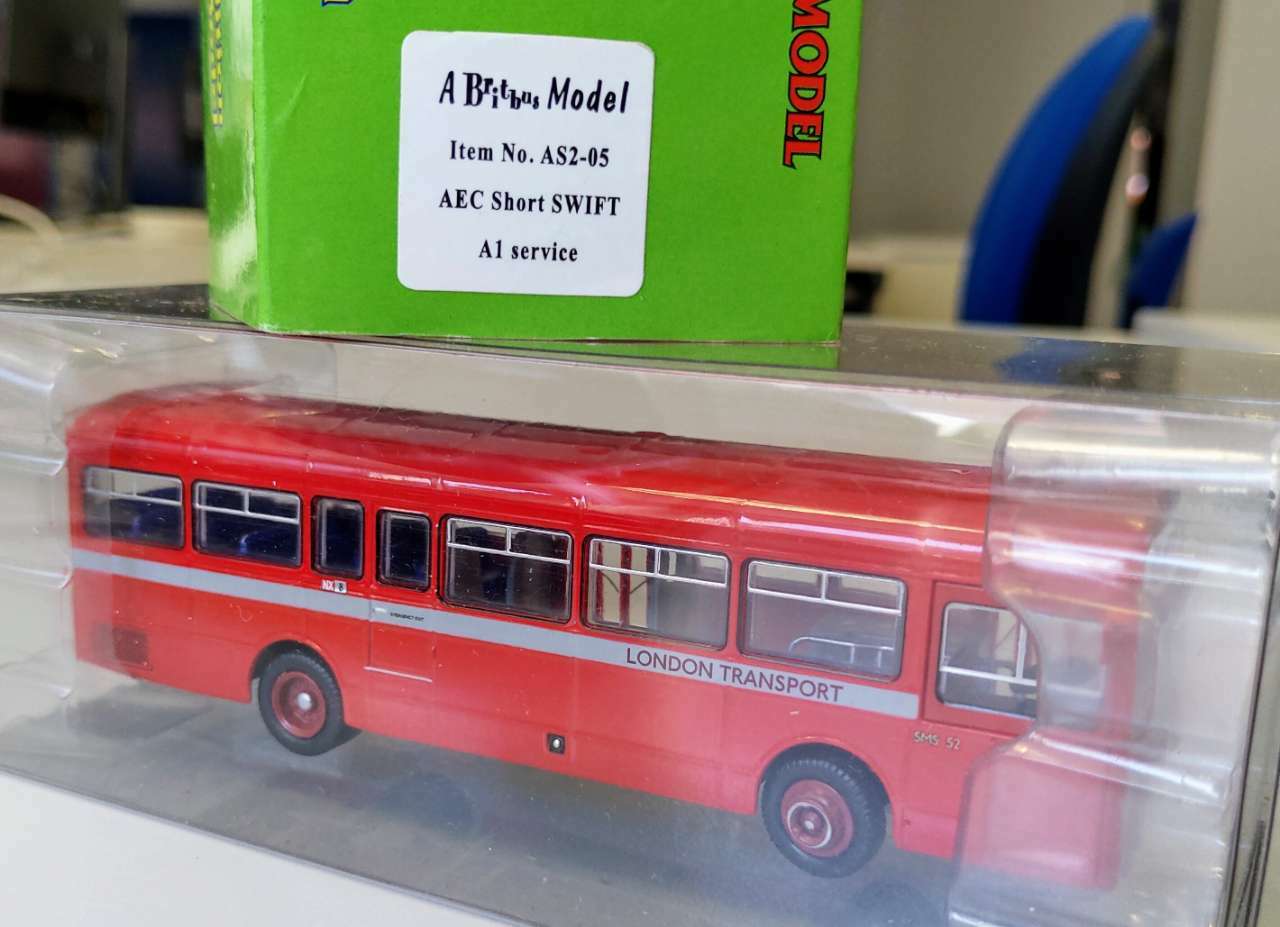 MODEL
A Britbus Model
Item No. AS2-05
AEC Short SWIFT
A1 service
NX 8
LONDON TRANSPORT
SMS 52